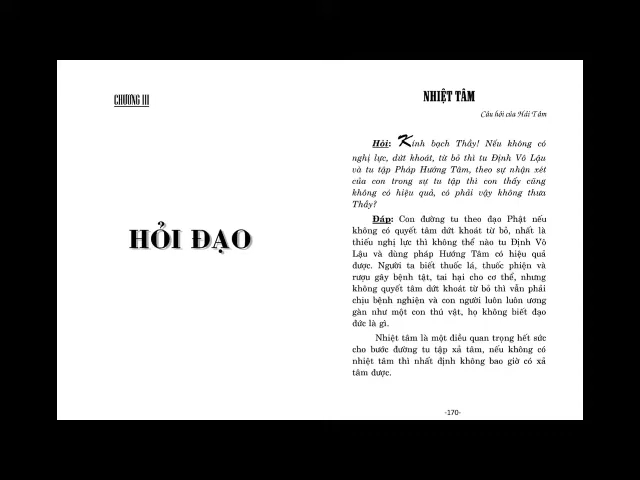 CHƯƠNG III
HỎI ĐẠO
NHIỆT TÂM
Câu hỏi của Hải Tâm
Hỏi: Kính bạch Thầy! Nếu không có
nghị lực, dứt khoát, từ bỏ thì tu Định Vô Lậu
và tu tập Pháp Hướng Tâm, theo sự nhận xét
của con trong sự tu tập thì con thấy cũng
không có hiệu quả, có phải vậy không thưa
Thầy?
Đáp: Con đường tu theo đạo Phật nếu
không có quyết tâm dứt khoát từ bỏ, nhất là
thiếu nghị lực thì không thể nào tu Định Vô
Lậu và dùng pháp Hướng Tâm có hiệu quả
được. Người ta biết thuốc lá, thuốc phiện và
rượu gây bệnh tật, tai hại cho cơ thể, nhưng
không quyết tâm dứt khoát từ bỏ thì vẫn phải
chịu bệnh nghiện và con người luôn luôn ương
gàn như một con thú vật, họ không biết đạo
đức là gì.
Nhiệt tâm là một điều quan trọng hết sức
cho bước đường tu tập xả tâm, nếu không có
nhiệt tâm thì nhất định không bao giờ có xả
tâm được.
-170-